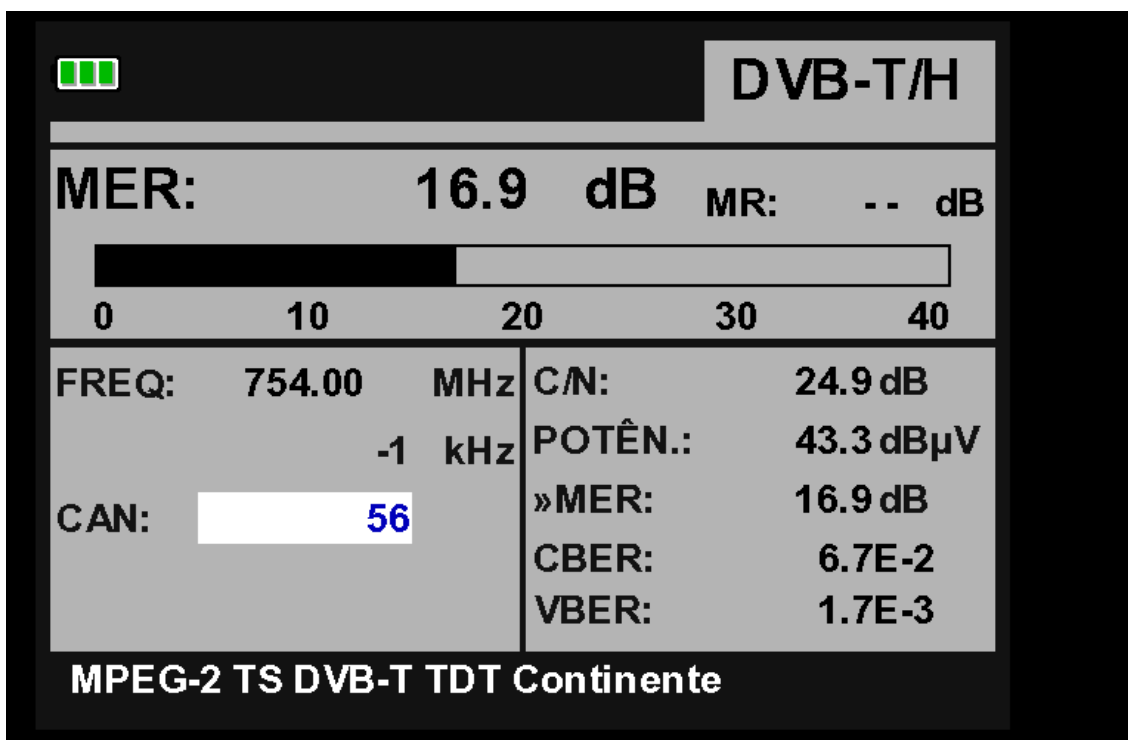 DVB-T/H
MER: 16.9 dB MR: -- dB
0 10 20 30 40
FREQ: 754.00 MHz
-1 kHz
CAN: 56
C/N: 24.9 dB
POTÊN.: 43.3 dBµV
»MER: 16.9 dB
CBER: 6.7E-2
VBER: 1.7E-3
MPEG-2 TS DVB-T TDT Continente